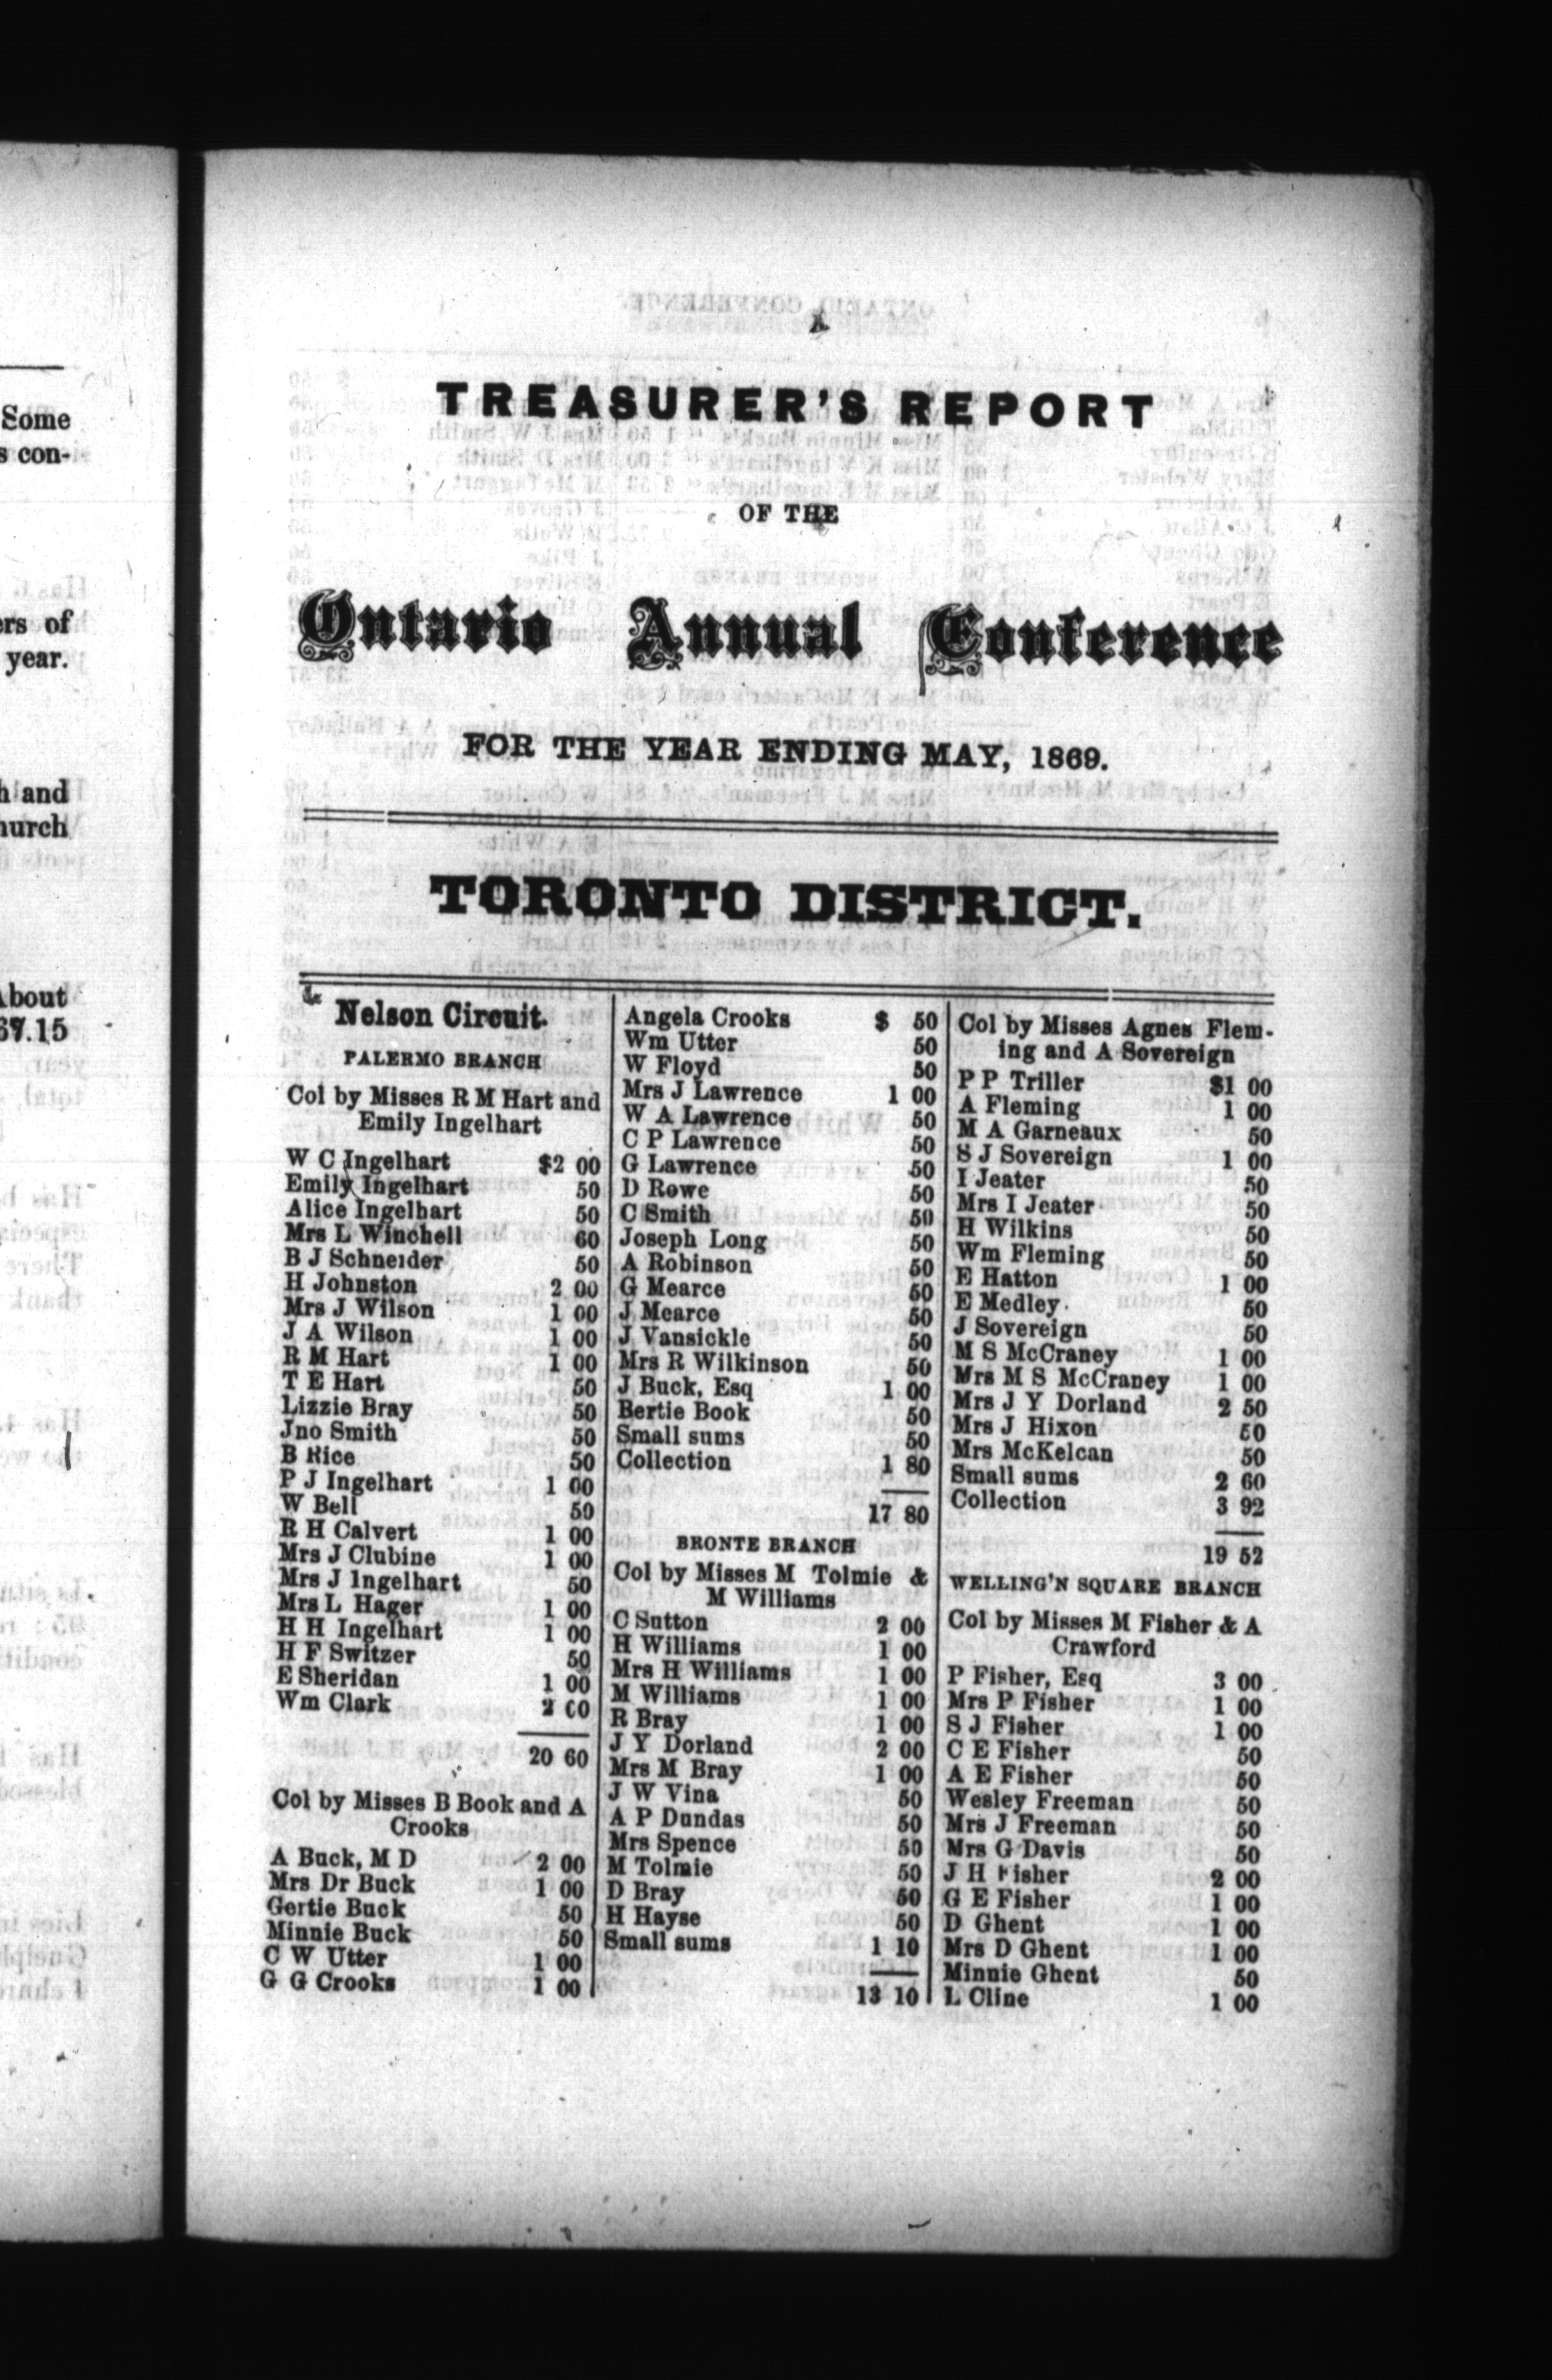 Some
s con-
ers of
year.
h and
hurch
About
67.15
TREASURER'S REPORT
OF THE
Ontario Annual Conference
FOR THE YEAR ENDING MAY, 1869.
TORONTO DISTRICT.
Nelson Circuit.
PALERMO BRANCH
Col by Misses R M Hart and
Emily Ingelhart
W C Ingelhart $2 00
Emily Ingelhart 50
Alice Ingelhart 50
Mrs L Winchell 60
B J Schneider 50
H Johnston 2 00
Mrs J Wilson 1 00
J A Wilson 1 00
R M Hart 1 00
T E Hart 50
Lizzie Bray 50
Jno Smith 50
B Rice 50
P J Ingelhart 1 00
W Bell 50
R H Calvert 1 00
Mrs J Clubine 1 00
Mrs J Ingelhart 50
Mrs L Hager 1 00
H H Ingelhart 1 00
H F Switzer 50
E Sheridan 1 00
Wm Clark 2 00
20 60
Col by Misses B Book and A
Crooks
A Buck, M D 2 00
Mrs Dr Buck 1 00
Gertie Buck 50
Minnie Buck 50
C W Utter 1 00
G G Crooks 1 00
Angela Crooks $ 50
Wm Utter 50
W Floyd 50
Mrs J Lawrence 1 00
W A Lawrence 50
C P Lawrence 50
G Lawrence 50
D Rowe 50
C Smith 50
Joseph Long 50
A Robinson 50
G Mearce 50
J Mearce 50
J Vansickle 50
Mrs R Wilkinson 50
J Buck, Esq 1 00
Bertie Book 50
Small sums 50
Collection 1 80
17 80
BRONTE BRANCH
Col by Misses M Tolmie &
M Williams
C Sutton 2 00
H Williams 1 00
Mrs H Williams 1 00
M Williams 1 00
R Bray 1 00
J Y Dorland 2 00
Mrs M Bray 1 00
J W Vina 50
A P Dundas 50
Mrs Spence 50
M Tolmie 50
D Bray 50
H Hayse 50
Small sums 1 10
13 10
Col by Misses Agnes Flem-
ing and A Sovereign
P P Triller $1 00
A Fleming 1 00
M A Garneaux 50
S J Sovereign 1 00
I Jeater 50
Mrs I Jeater 50
H Wilkins 50
Wm Fleming 50
E Hatton 1 00
E Medley 50
J Sovereign 50
M S McCraney 1 00
Mrs M S McCraney 1 00
Mrs J Y Dorland 2 50
Mrs J Hixon 50
Mrs McKelcan 50
Small sums 2 60
Collection 3 92
19 52
WELLING'N SQUARE BRANCH
Col by Misses M Fisher & A
Crawford
P Fisher, Esq 3 00
Mrs P Fisher 1 00
S J Fisher 1 00
C E Fisher 50
A E Fisher 50
Wesley Freeman 50
Mrs J Freeman 50
Mrs G Davis 50
J H Fisher 2 00
G E Fisher 1 00
D Ghent 1 00
Mrs D Ghent 1 00
Minnie Ghent 50
L Cline 1 00